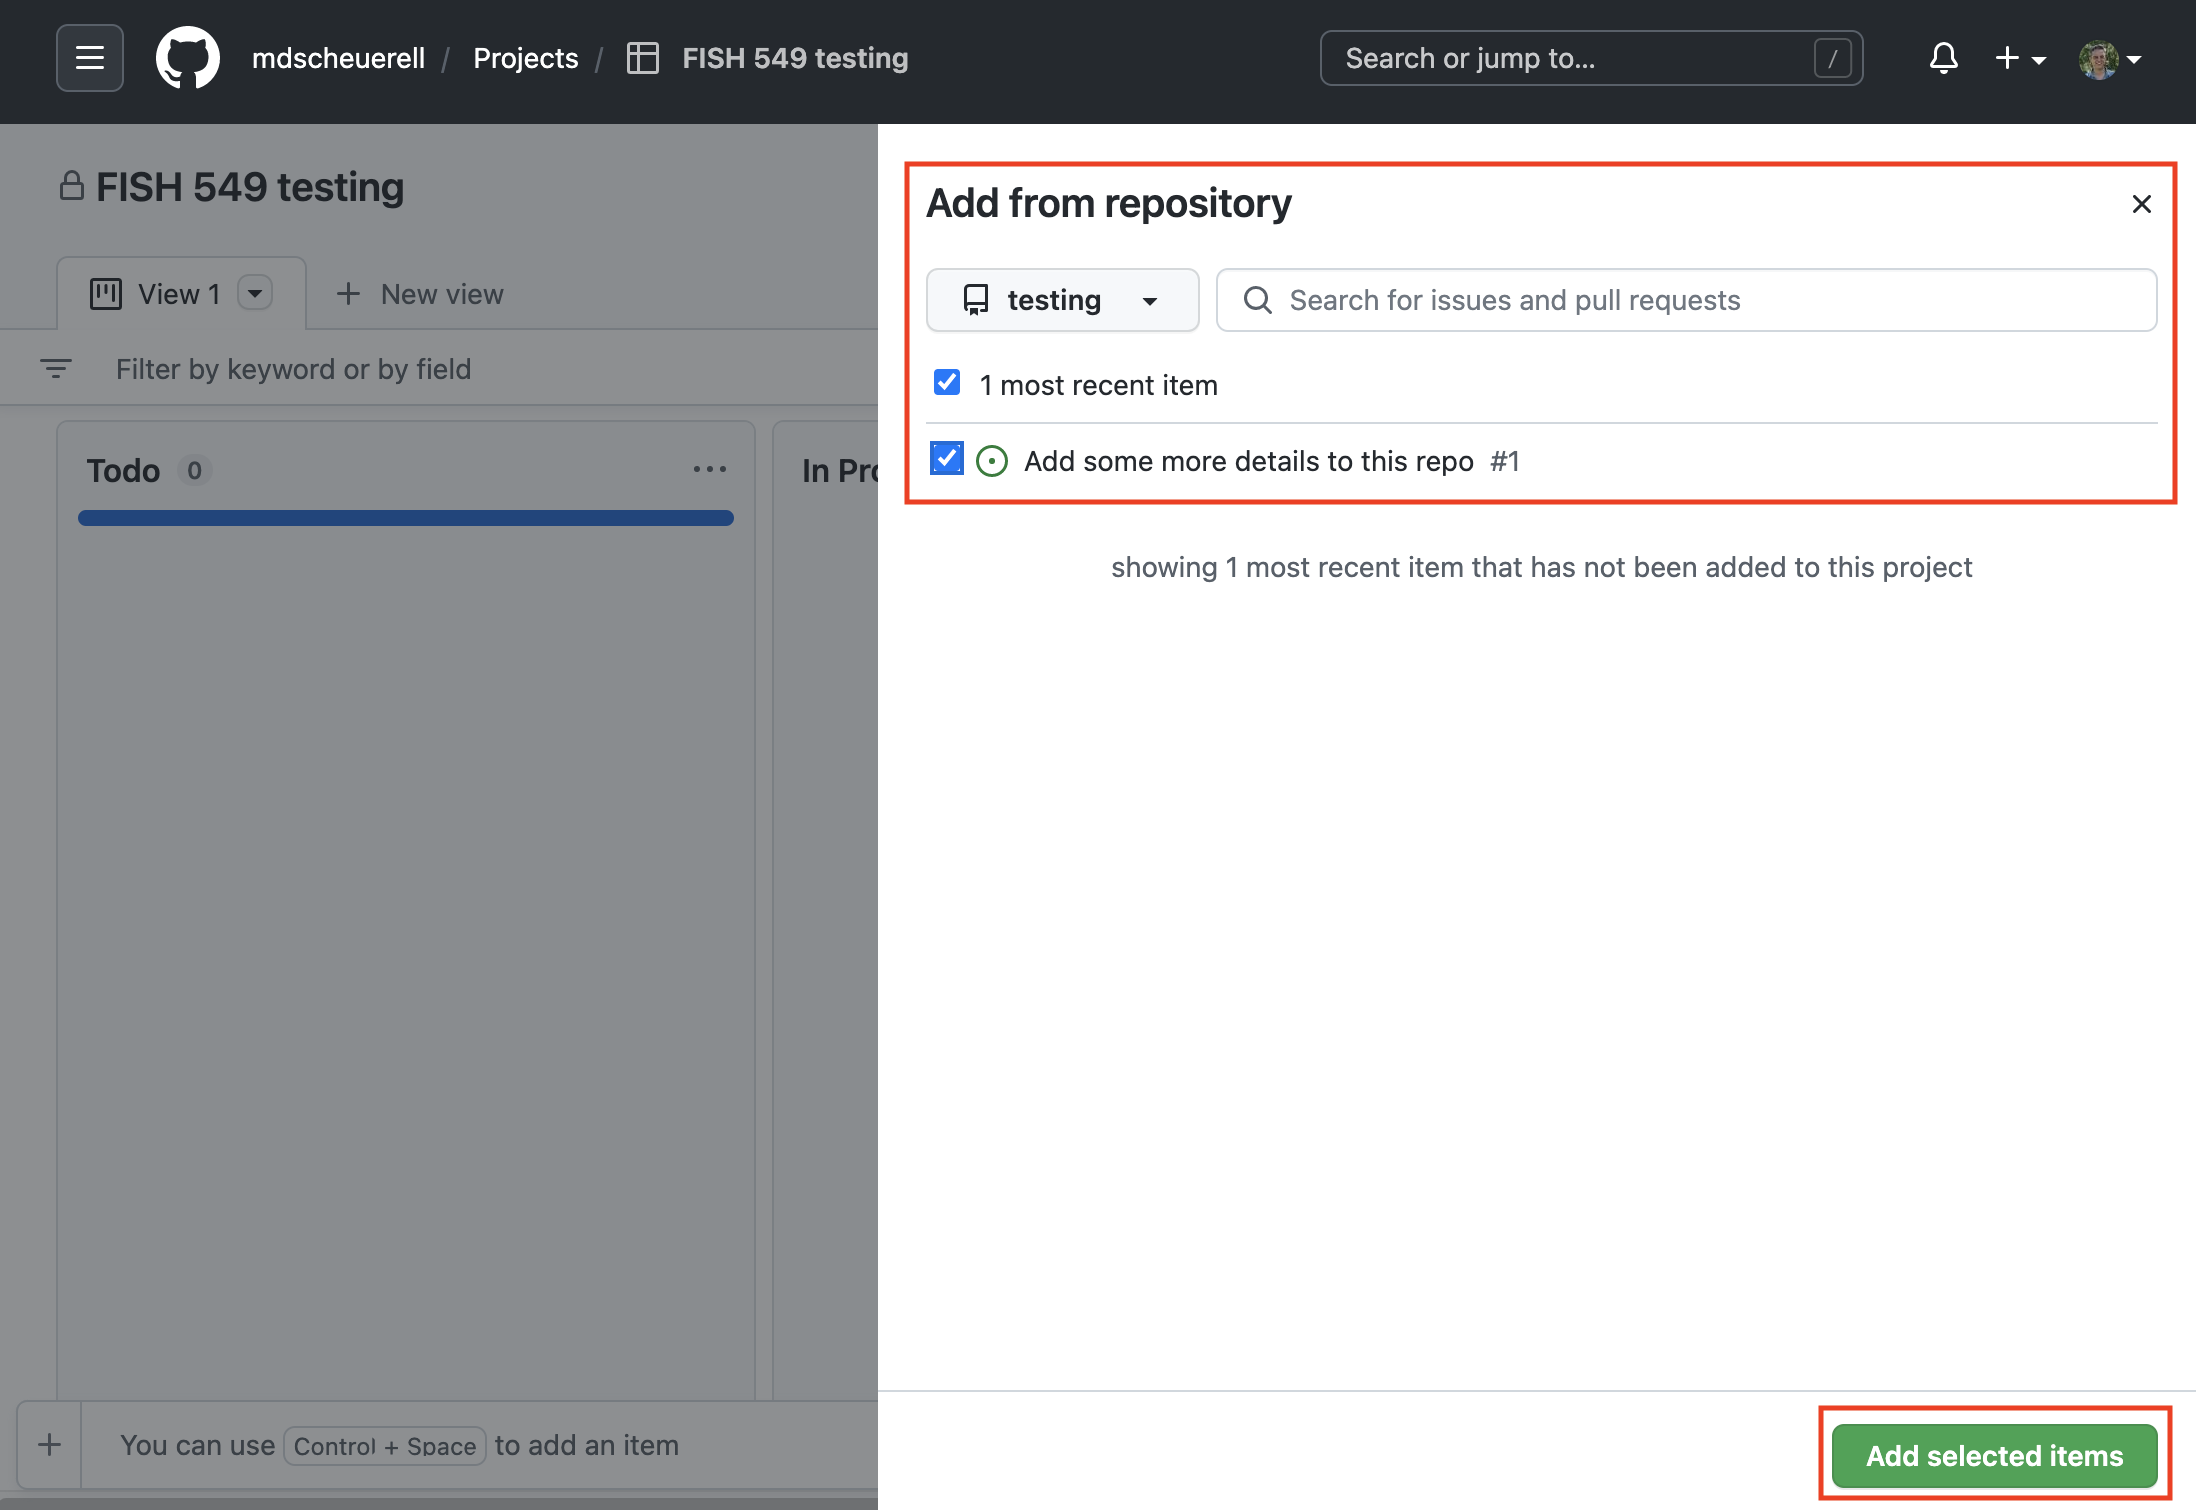 mdscheuerell / Projects / FISH 549 testing
Search or jump to... /
FISH 549 testing
View 1
New view
Filter by keyword or by field
Todo 0
In Pro
Add from repository
testing
Search for issues and pull requests
1 most recent item
Add some more details to this repo #1
showing 1 most recent item that has not been added to this project
You can use Control + Space to add an item
Add selected items